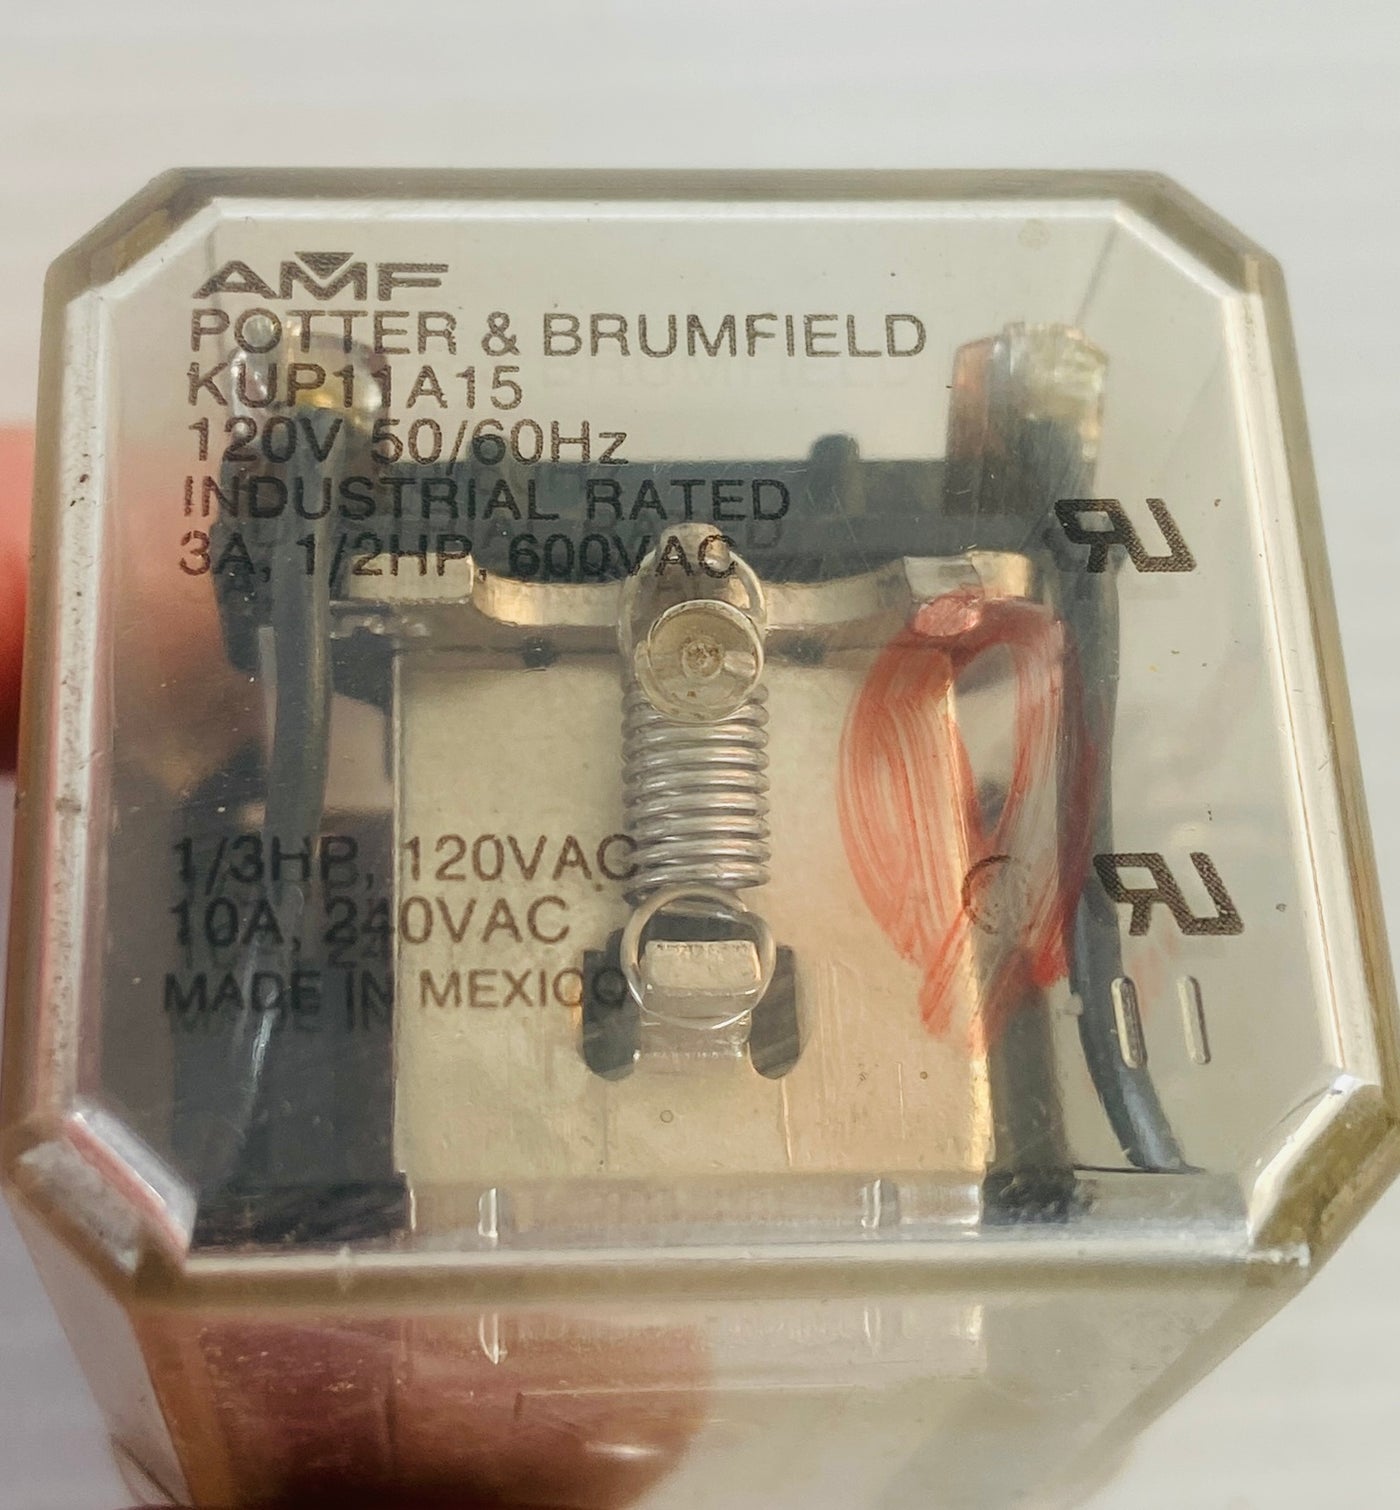 AMF
POTTER & BRUMFIELD
KUP11A15
120V 50/60Hz
INDUSTRIAL RATED
3A, 1/2HP, 600VAC
1/3HP, 120VAC
10A, 240VAC
MADE IN MEXICO